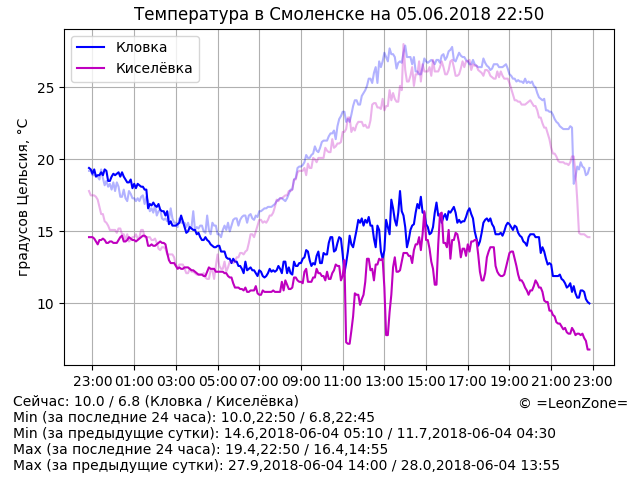 Температура в Смоленске на 05.06.2018 22:50
Кловка
Киселёвка
градусов Цельсия, °C
25
20
15
10
23:00 01:00 03:00 05:00 07:00 09:00 11:00 13:00 15:00 17:00 19:00 21:00 23:00
Сейчас: 10.0 / 6.8 (Кловка / Киселёвка)
© =LeonZone=
Min (за последние 24 часа): 10.0,22:50 / 6.8,22:45
Min (за предыдущие сутки): 14.6,2018-06-04 05:10 / 11.7,2018-06-04 04:30
Max (за последние 24 часа): 19.4,22:50 / 16.4,14:55
Max (за предыдущие сутки): 27.9,2018-06-04 14:00 / 28.0,2018-06-04 13:55